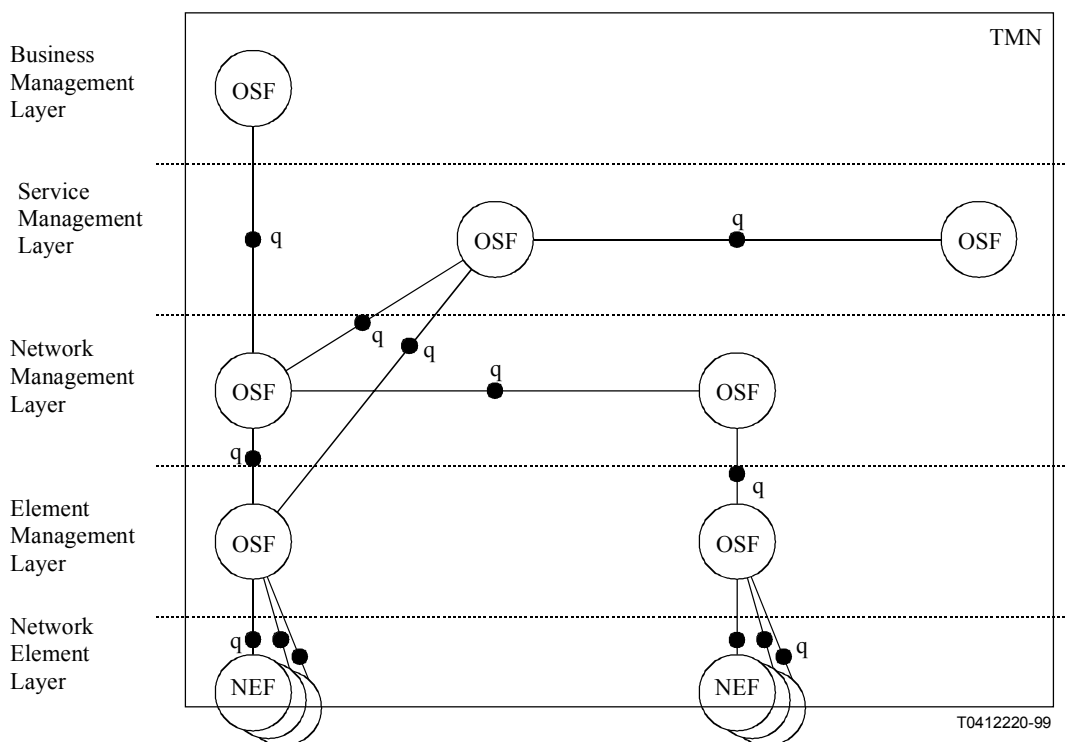 TMN
Business
Management
Layer
OSF
Service
Management
Layer
q
OSF
q
OSF
q
q
Network
Management
Layer
OSF
q
OSF
q
q
Element
Management
Layer
OSF
OSF
Network
Element
Layer
q
NEF
NEF
q
T0412220-99